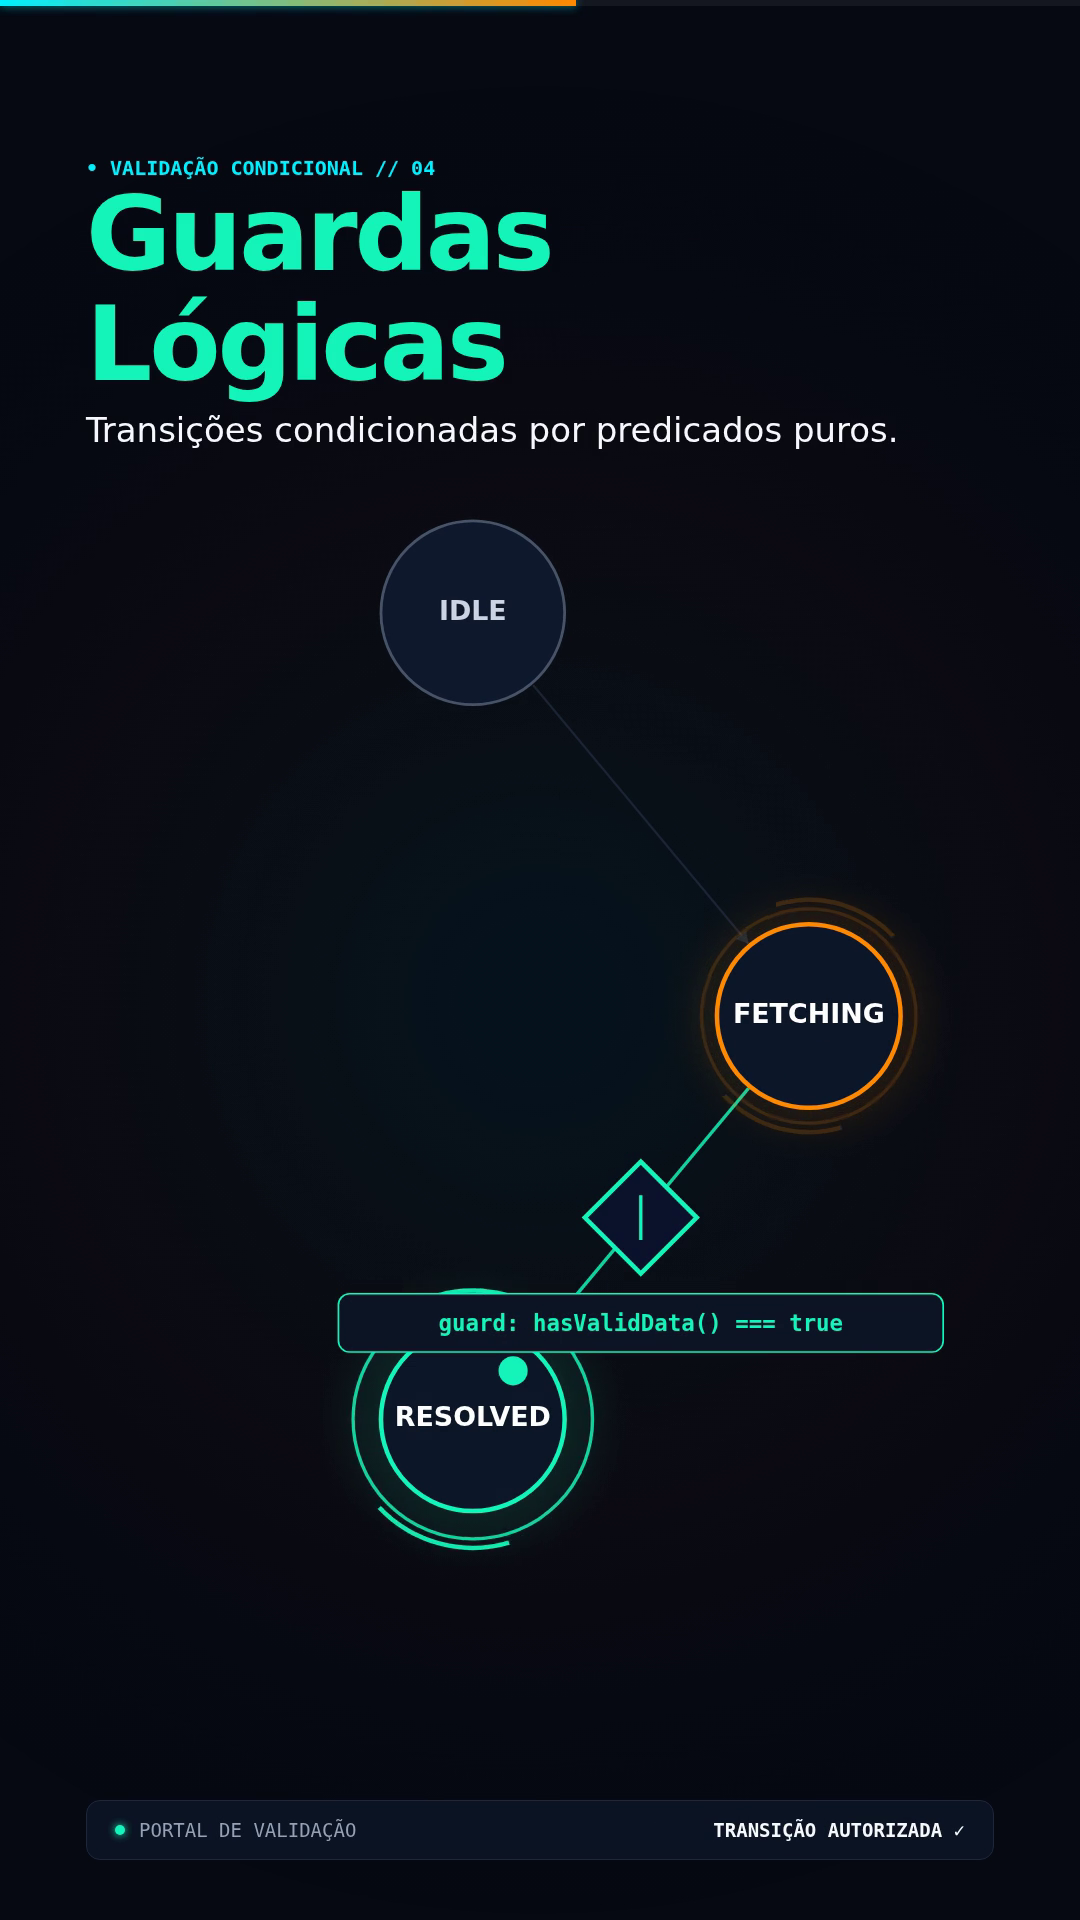 • VALIDAÇÃO CONDICIONAL // 04
Guardas
Lógicas
Transições condicionadas por predicados puros.
IDLE
FETCHING
guard: hasValidData() === true
RESOLVED
PORTAL DE VALIDAÇÃO
TRANSIÇÃO AUTORIZADA ✓